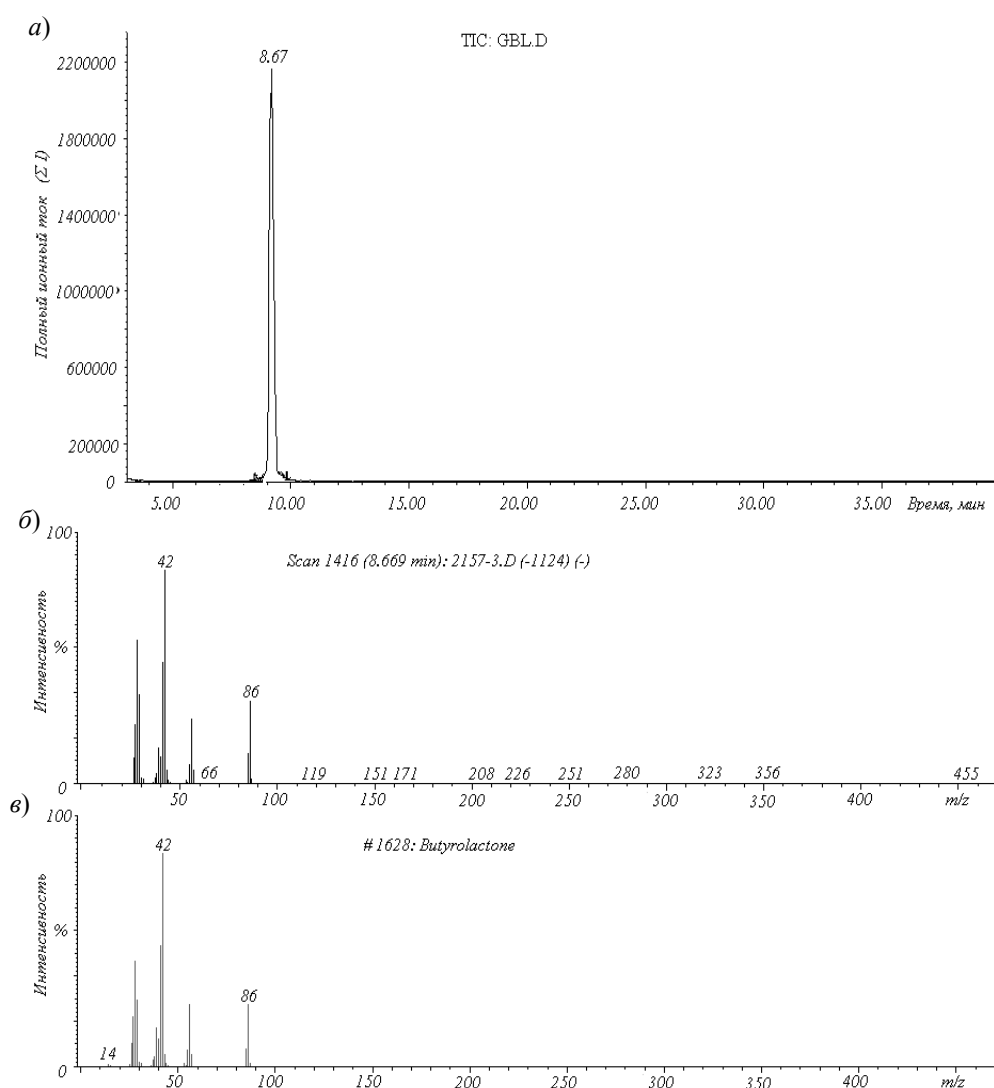 а)
TIC: GBL.D
8.67
Полный ионный ток (Σ I)
2200000
1800000
1400000
1000000
600000
200000
0
5.00 10.00 15.00 20.00 25.00 30.00 35.00 Время, мин
б)
100
Интенсивность
%
0
Scan 1416 (8.669 min): 2157-3.D (-1124) (-)
42
86
66 119 151 171 208 226 251 280 323 356 455
50 100 150 200 250 300 350 400 m/z
в)
100
Интенсивность
%
0
# 1628: Butyrolactone
42
86
14
50 100 150 200 250 300 350 400 m/z